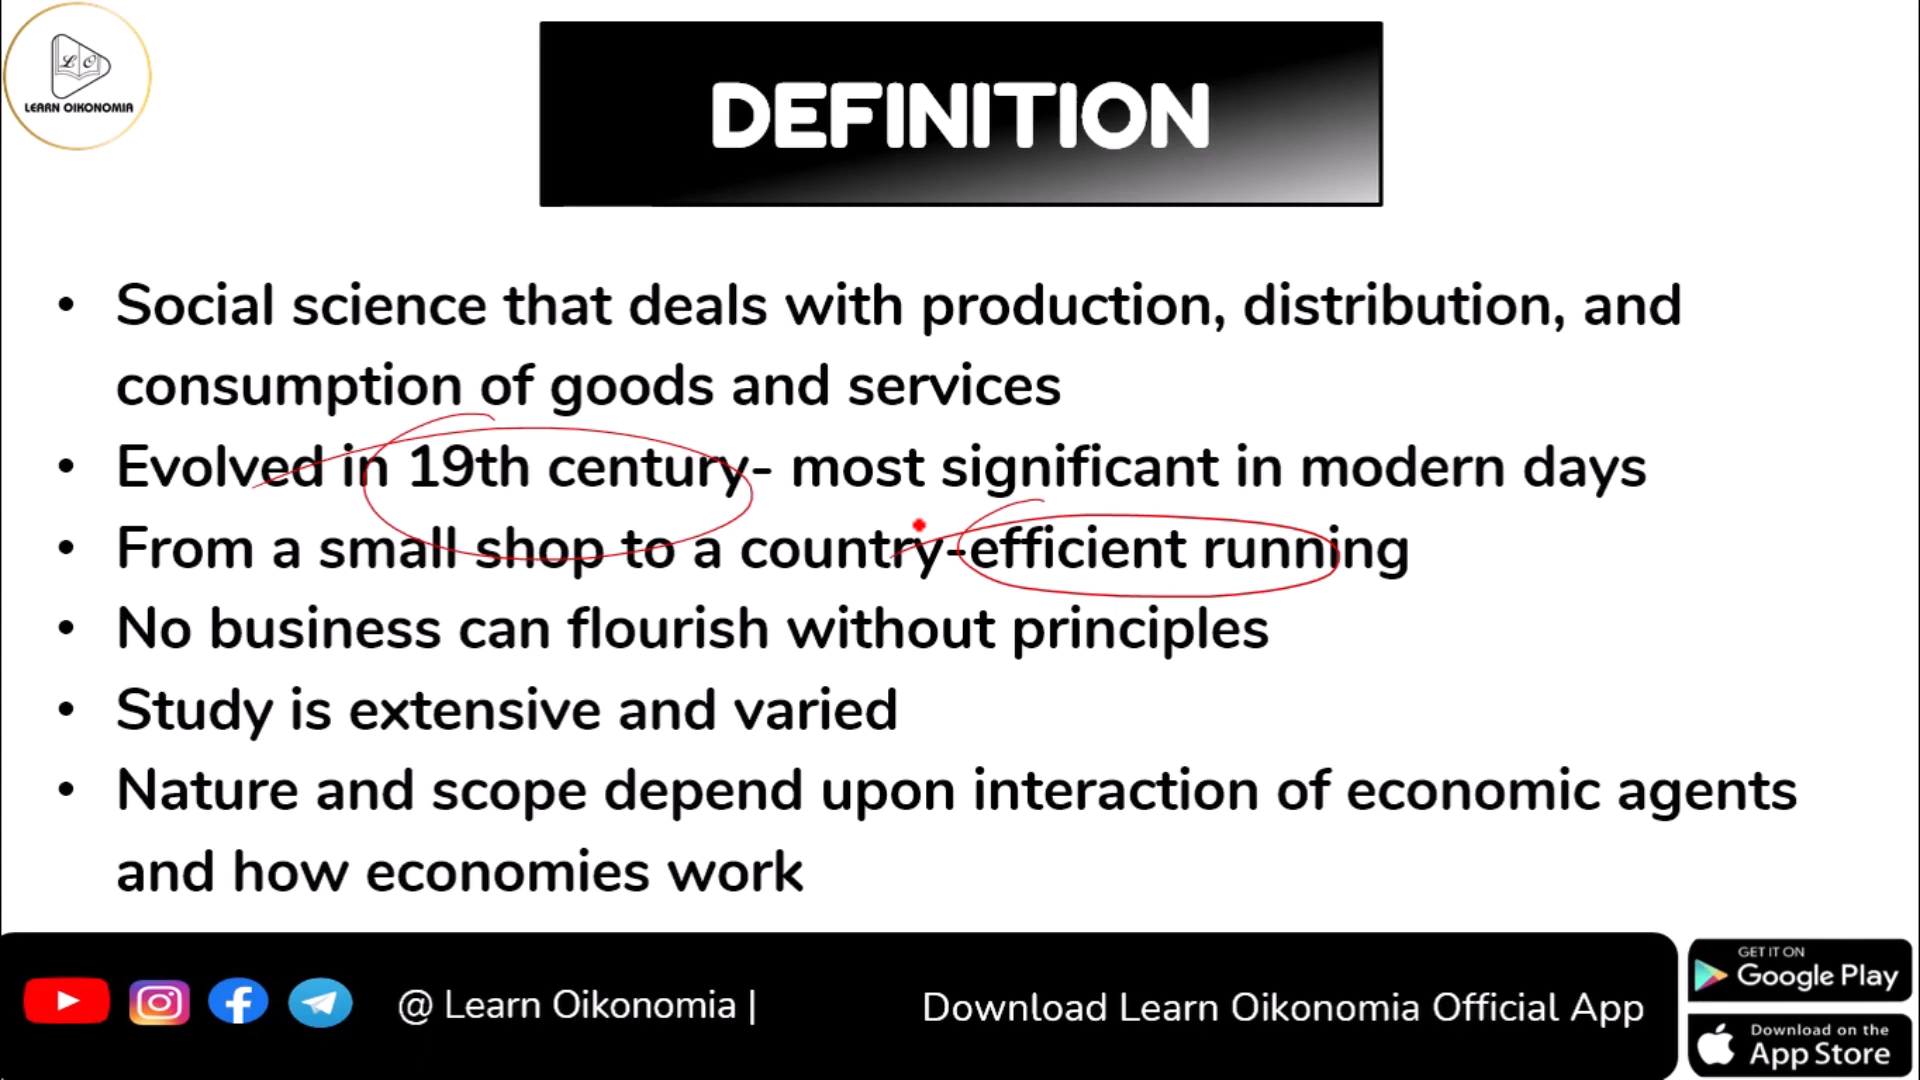 L O
LEARN OIKONOMIA
DEFINITION
• Social science that deals with production, distribution, and
consumption of goods and services
• Evolved in 19th century- most significant in modern days
• From a small shop to a country-efficient running
• No business can flourish without principles
• Study is extensive and varied
• Nature and scope depend upon interaction of economic agents
and how economies work
@ Learn Oikonomia |
Download Learn Oikonomia Official App
GET IT ON
Google Play
Download on the
App Store